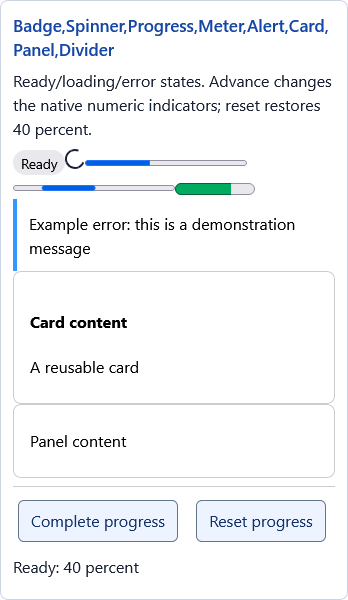 Badge,Spinner,Progress,Meter,Alert,Card,
Panel,Divider
Ready/loading/error states. Advance changes
the native numeric indicators; reset restores
40 percent.
Ready
Example error: this is a demonstration
message
Card content
A reusable card
Panel content
Complete progress
Reset progress
Ready: 40 percent